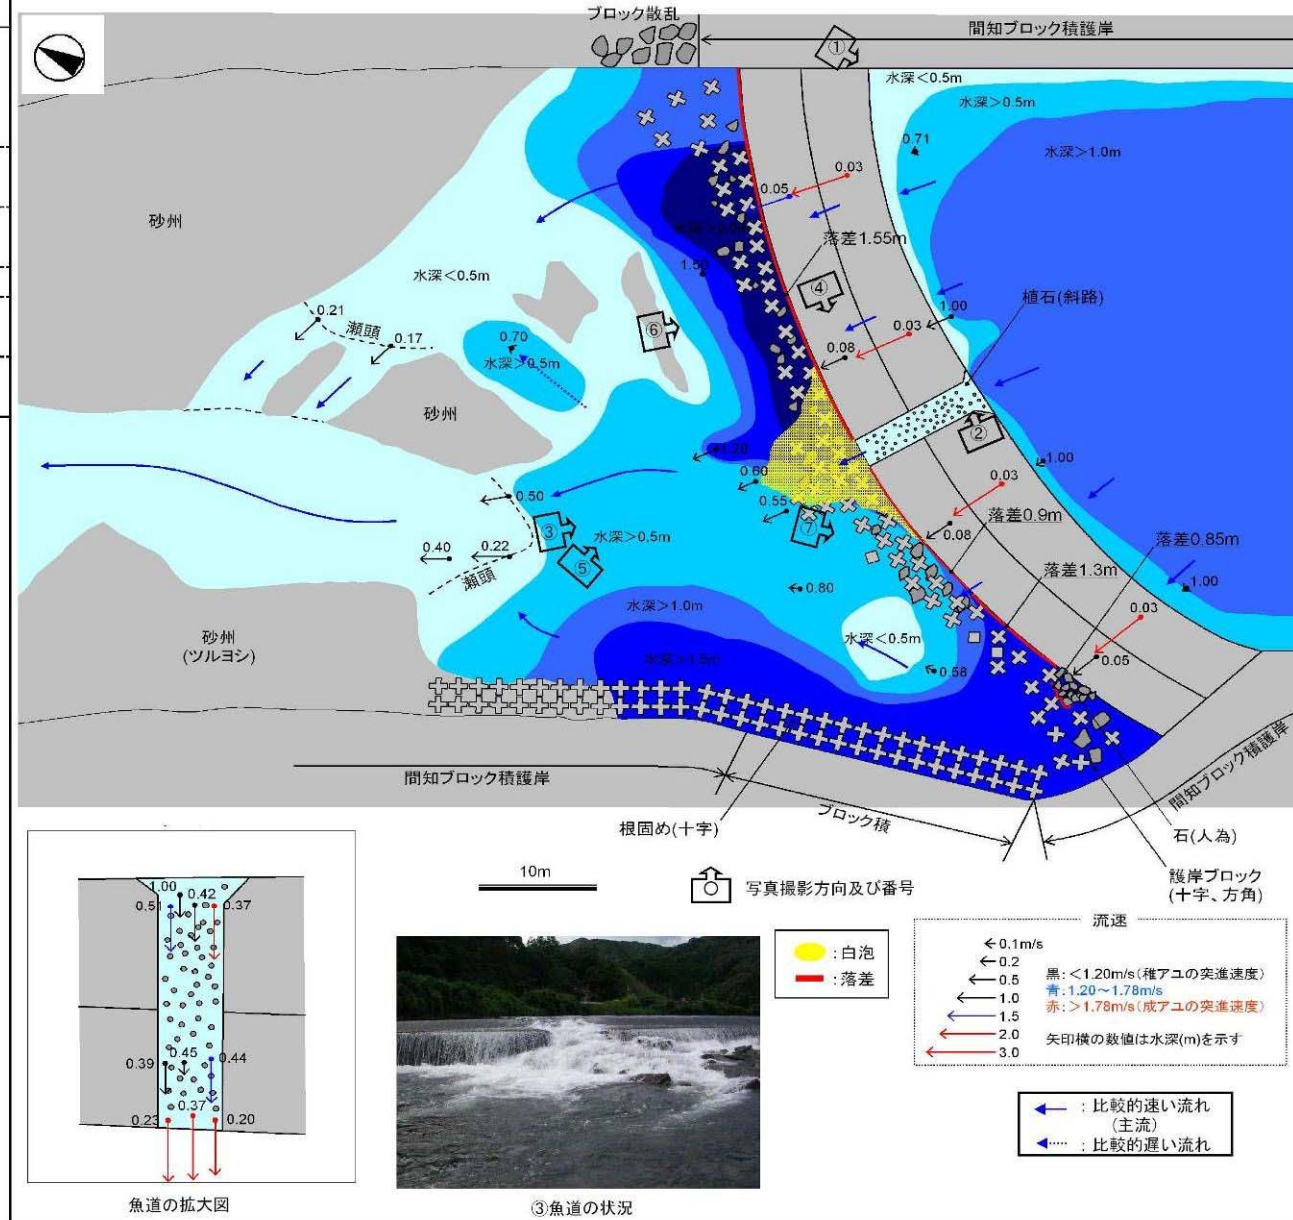 ブロック散乱
間知ブロック積護岸
①
水深<0.5m
水深>0.5m
0.71
水深>1.0m
0.03
0.05
砂州
落差1.55m
水深<0.5m
1.50
④
植石(斜路)
1.00
0.21
瀬頭
0.17
⑥
0.03
0.70
水深>0.5m
0.08
砂州
②
1.20
1.00
0.60
0.03
0.50
0.55
落差0.9m
③
水深>0.5m
⑦
0.08
落差0.85m
0.40
0.22
⑤
落差1.3m
瀬頭
0.80
1.00
水深>1.0m
0.03
砂州
(ツルヨシ)
水深<0.5m
水深>1.5m
0.58
0.05
間知ブロック積護岸
間知ブロック積護岸
ブロック積
根固め(十字)
石(人為)
護岸ブロック
(十字、方角)
10m
写真撮影方向及び番号
1.00
0.42
0.51
0.37
0.39
0.45
0.44
0.37
0.23
0.20
魚道の拡大図
③魚道の状況
:白泡
:落差
流速
0.1m/s
0.2
0.5
1.0
1.5
2.0
3.0
黒:<1.20m/s(稚アユの突進速度)
青:1.20〜1.78m/s
赤:>1.78m/s(成アユの突進速度)
矢印横の数値は水深(m)を示す
:比較的速い流れ
(主流)
:比較的遅い流れ